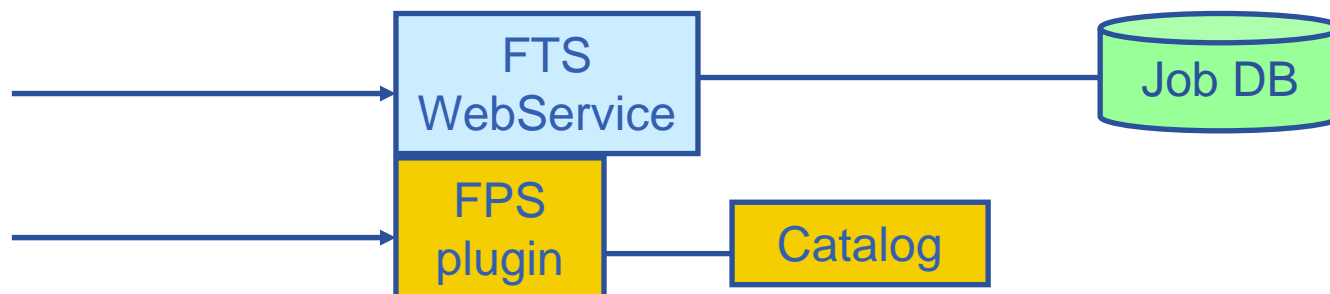 FTS
WebService
Job DB
FPS
plugin
Catalog